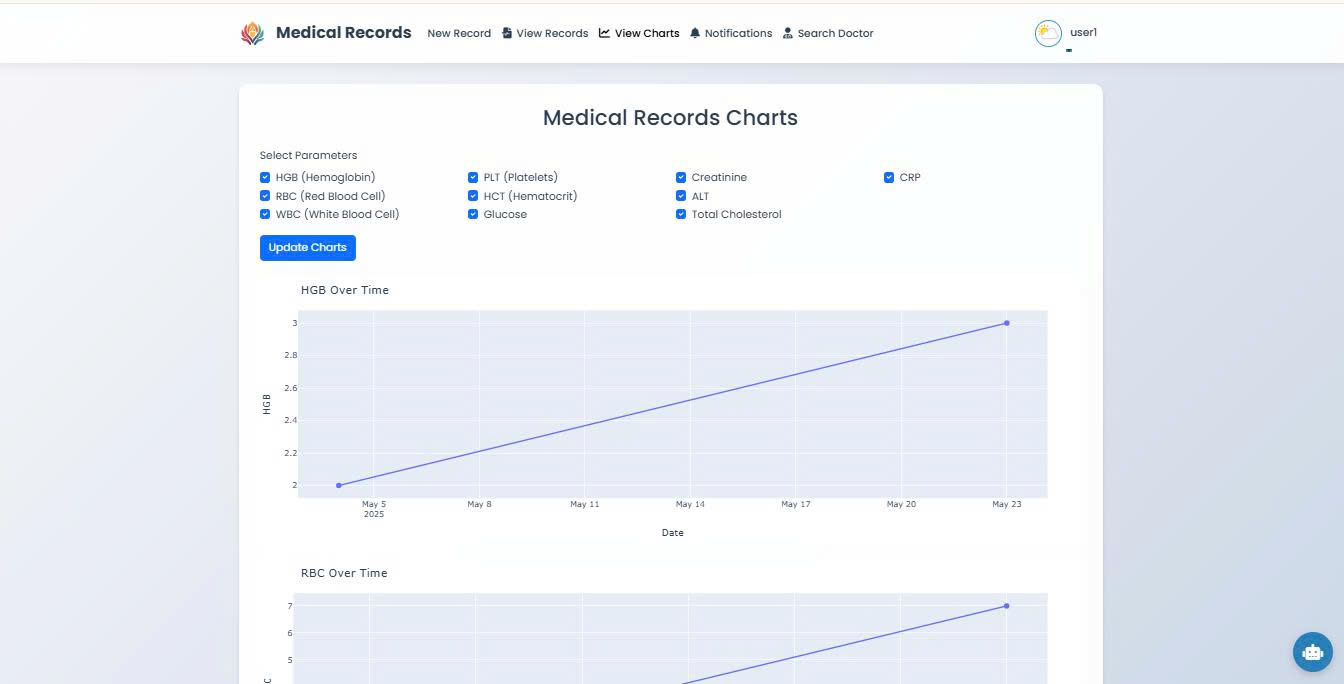 Medical Records New Record View Records View Charts Notifications Search Doctor user1
Medical Records Charts
Select Parameters
HGB (Hemoglobin) PLT (Platelets) Creatinine CRP
RBC (Red Blood Cell) HCT (Hematocrit) ALT
WBC (White Blood Cell) Glucose Total Cholesterol
Update Charts
HGB Over Time
3
2.8
2.6
HGB
2.4
2.2
2
May 5 May 8 May 11 May 14 May 17 May 20 May 23
2025
Date
RBC Over Time
7
6
5